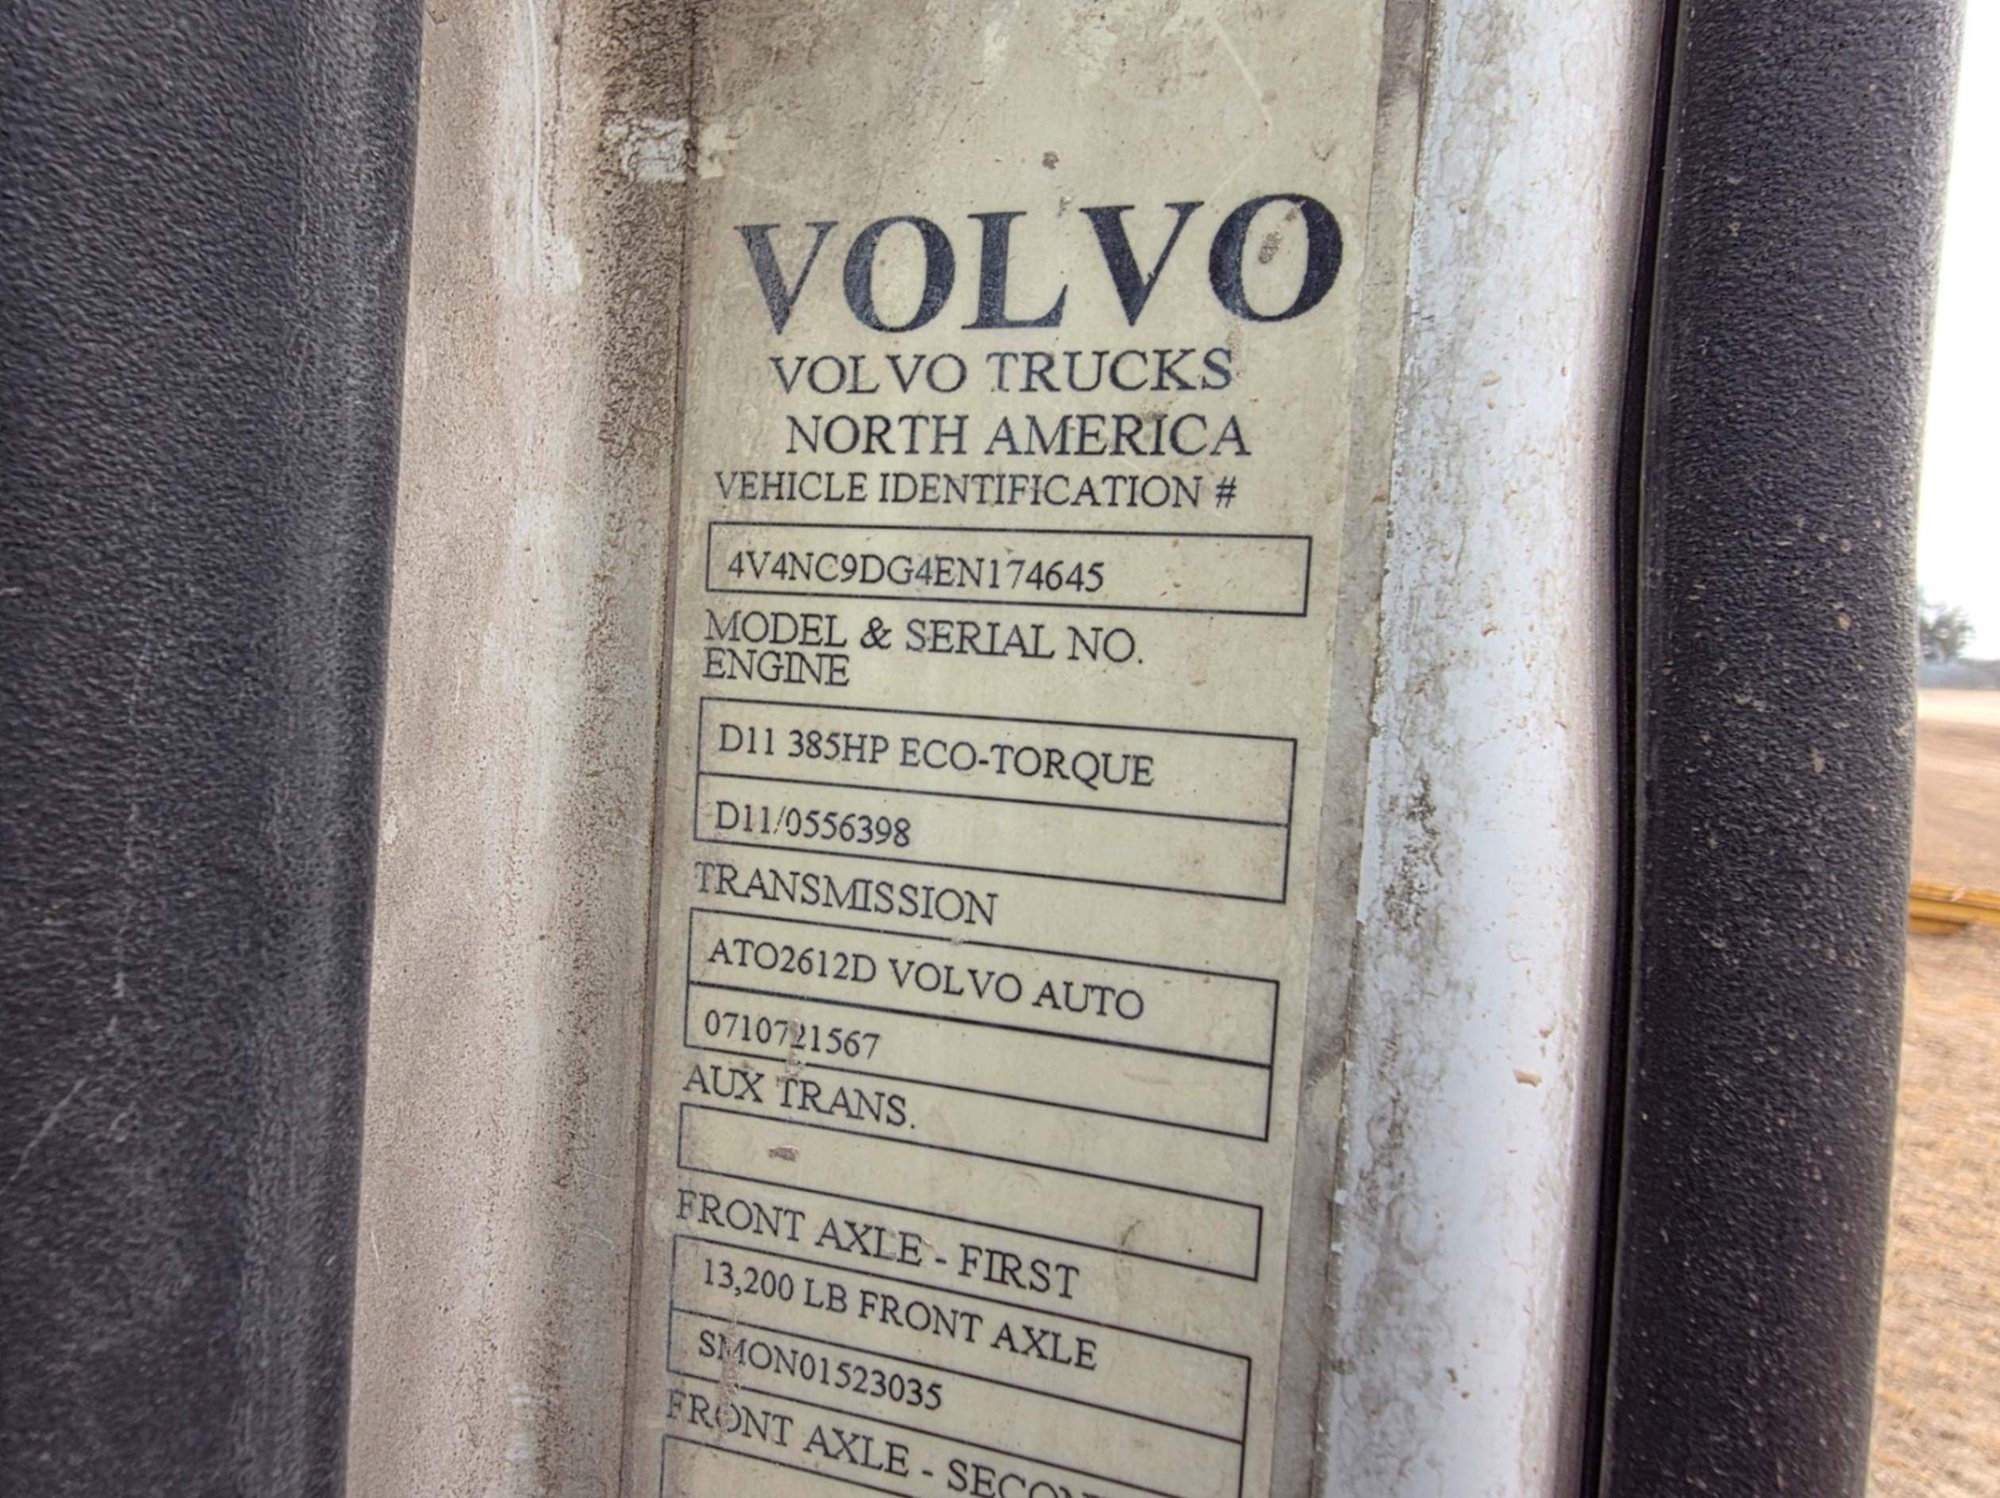 VOLVO
VOLVO TRUCKS
NORTH AMERICA
VEHICLE IDENTIFICATION #
4V4NC9DG4EN174645
MODEL & SERIAL NO.
ENGINE
D11 385HP ECO-TORQUE
D11/0556398
TRANSMISSION
ATO2612D VOLVO AUTO
0710721567
AUX TRANS.
FRONT AXLE - FIRST
13,200 LB FRONT AXLE
SMON01523035
FRONT AXLE - SECON